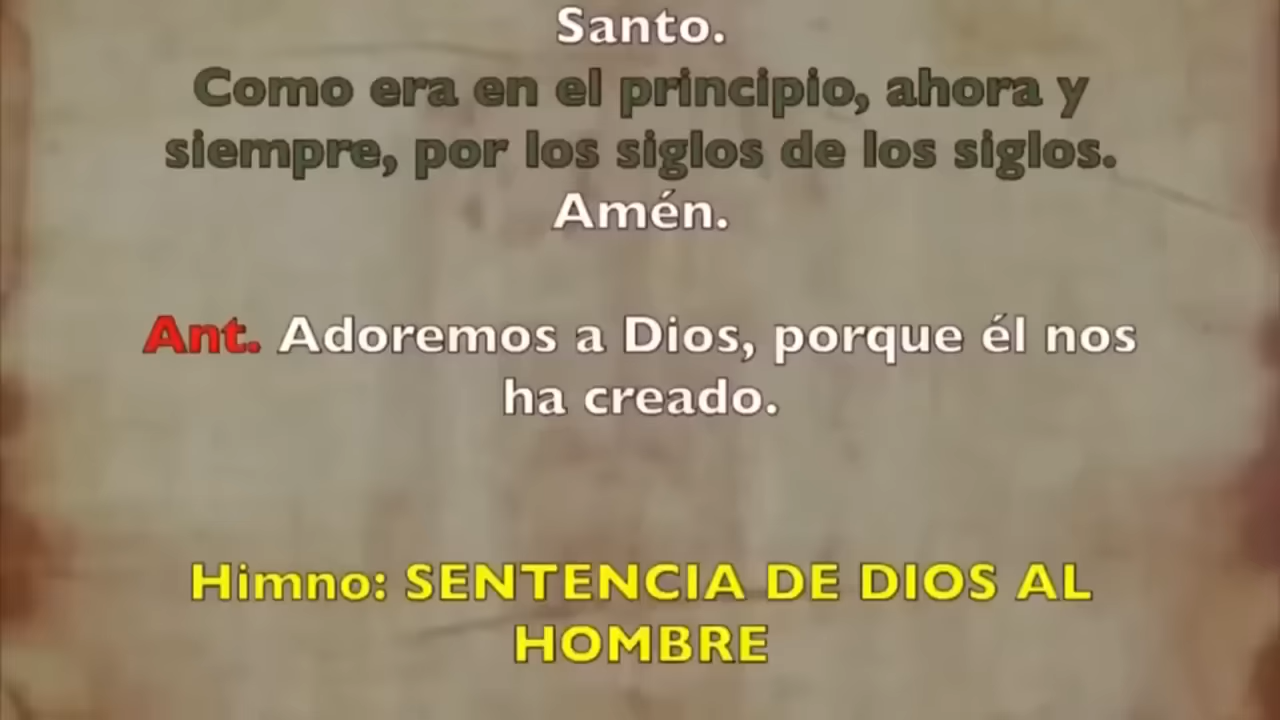 Santo.
Como era en el principio, ahora y
siempre, por los siglos de los siglos.
Amén.
Ant. Adoremos a Dios, porque él nos
ha creado.
Himno: SENTENCIA DE DIOS AL
HOMBRE